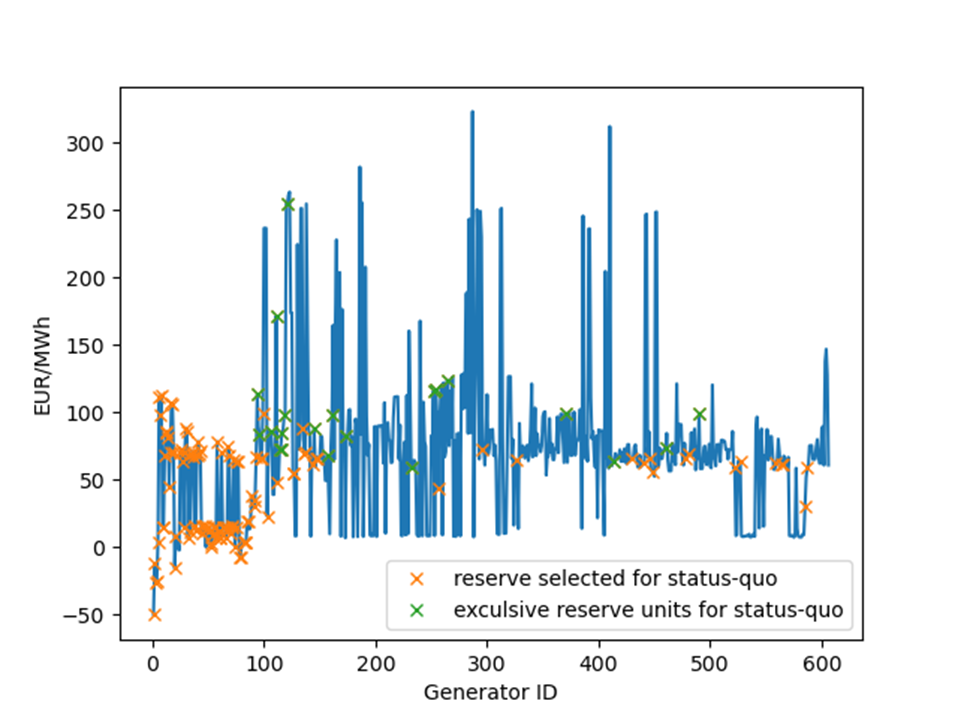 300
250
200
150
100
50
0
−50
EUR/MWh
0 100 200 300 400 500 600
Generator ID
reserve selected for status-quo
exculsive reserve units for status-quo